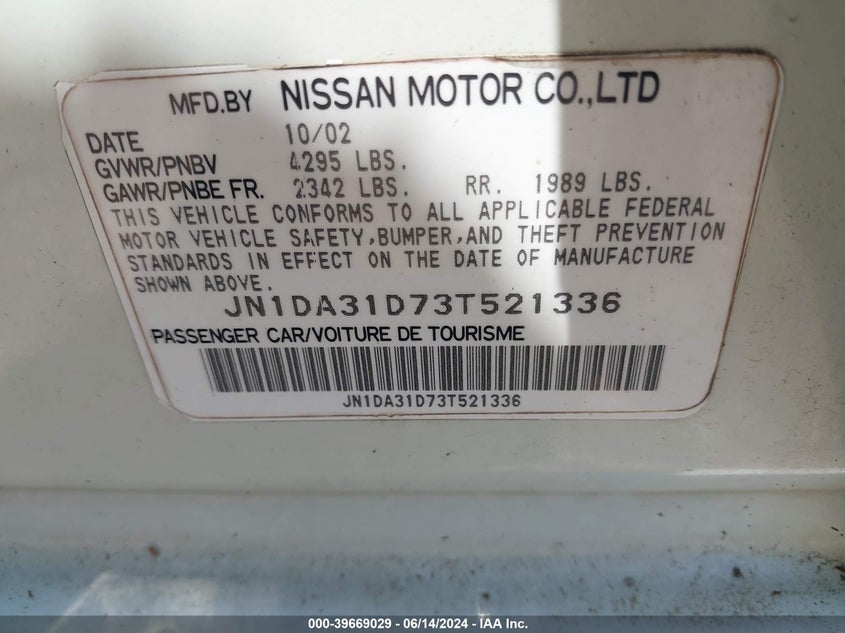 MFD.BY NISSAN MOTOR CO.,LTD
DATE 10/02
GVWR/PNBV 4295 LBS.
GAWR/PNBE FR. 2342 LBS. RR. 1989 LBS.
THIS VEHICLE CONFORMS TO ALL APPLICABLE FEDERAL
MOTOR VEHICLE SAFETY,BUMPER,AND THEFT PREVENTION
STANDARDS IN EFFECT ON THE DATE OF MANUFACTURE
SHOWN ABOVE.
JN1DA31D73T521336
PASSENGER CAR/VOITURE DE TOURISME
JN1DA31D73T521336
000-39669029 - 06/14/2024 - IAA Inc.